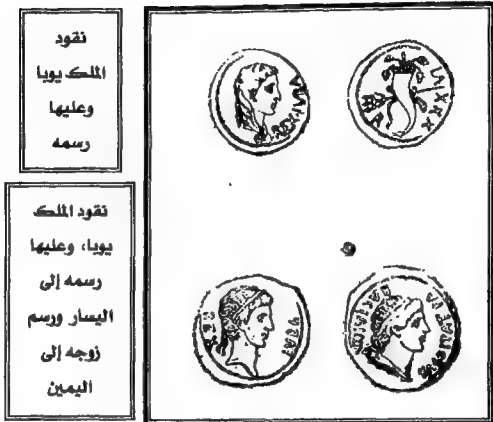 نقود
الملك يوبا
وعليها
رسمه
نقود الملك
يوبا، وعليها
رسمه إلى
اليسار ورسم
زوجه إلى
اليمين